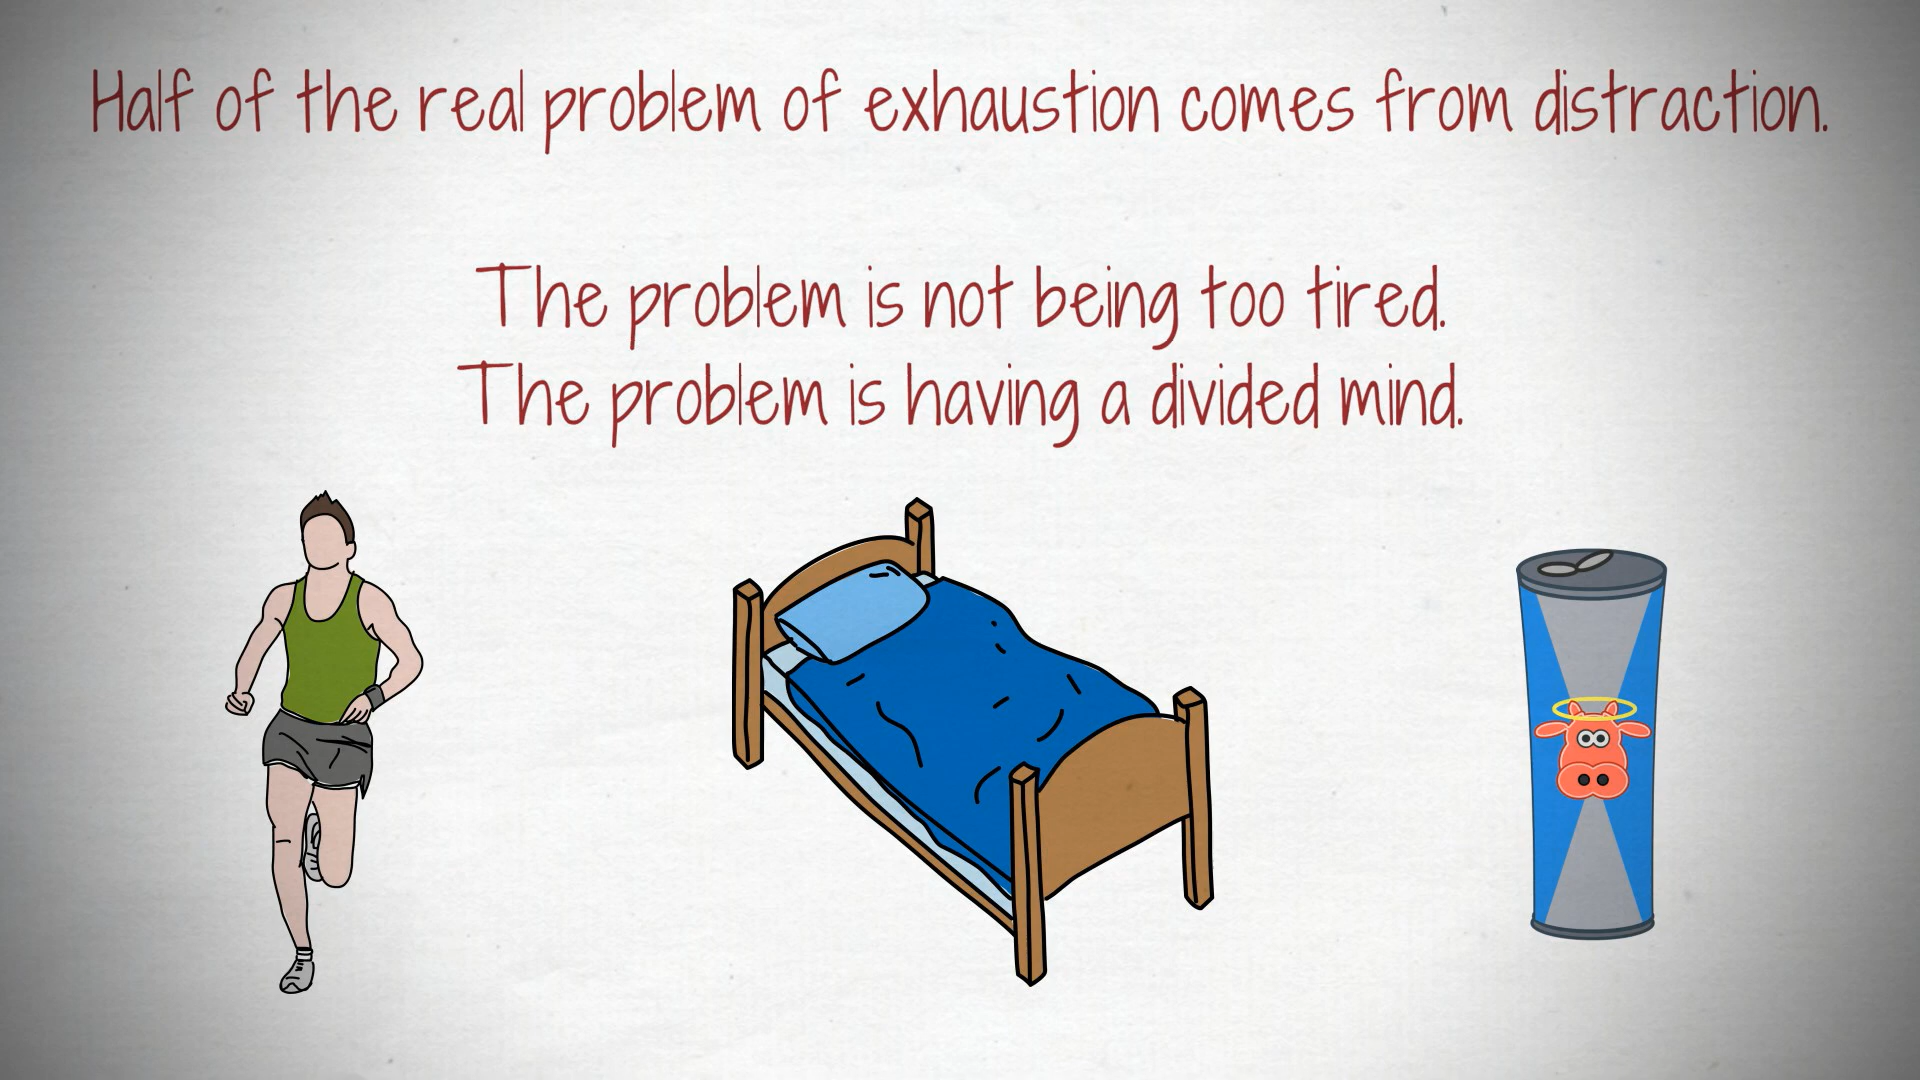 Half of the real problem of exhaustion comes from distraction.
The problem is not being too tired.
The problem is having a divided mind.